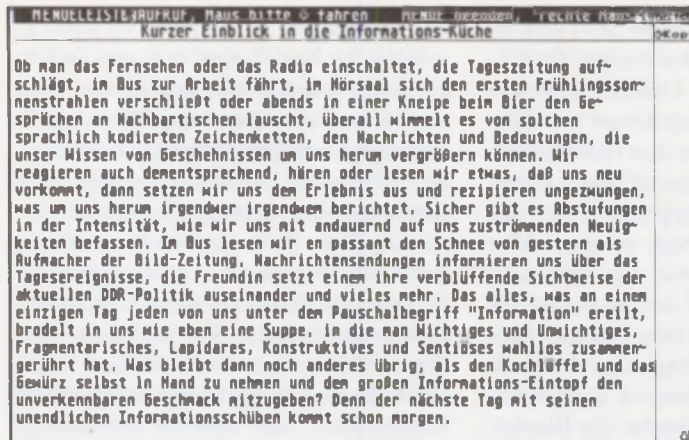 MENUELEISTE AUFRUF, Maus bitte ⇩ fahren MENUE beenden, rechte Maus-
Kurzer Einblick in die Informations-Küche
Ob man das Fernsehen oder das Radio einschaltet, die Tageszeitung auf~
schlägt, im Bus zur Arbeit fährt, im Hörsaal sich den ersten Frühlingsson~
nenstrahlen verschließt oder abends in einer Kneipe beim Bier den Ge~
sprächen an Nachbartischen lauscht, überall wimmelt es von solchen
sprachlich kodierten Zeichenketten, den Nachrichten und Bedeutungen, die
unser Wissen von Geschehnissen um uns herum vergrößern können. Wir
reagieren auch dementsprechend, hören oder lesen wir etwas, daß uns neu
vorkommt, dann setzen wir uns dem Erlebnis aus und rezipieren ungezwungen,
was um uns herum irgendwer irgendwem berichtet. Sicher gibt es Abstufungen
in der Intensität, wie wir uns mit andauernd auf uns zuströmmenden Neuig~
keiten befassen. Im Bus lesen wir en passant den Schnee von gestern als
Aufmacher der Bild-Zeitung, Nachrichtensendungen informieren uns über das
Tagesereignisse, die Freundin setzt einem ihre verblüffende Sichtweise der
aktuellen DDR-Politik auseinander und vieles mehr. Das alles, was an einem
einzigen Tag jeden von uns unter dem Pauschalbegriff "Information" ereilt,
brodelt in uns wie eben eine Suppe, in die man Wichtiges und Unwichtiges,
Fragmentarisches, Lapidares, Konstruktives und Sentiöses wahllos zusammen~
gerührt hat. Was bleibt dann noch anderes übrig, als den Kochlöffel und das
Gewürz selbst in Hand zu nehmen und dem großen Informations-Eintopf den
unverkennbaren Geschmack mitzugeben? Denn der nächste Tag mit seinen
unendlichen Informationsschüben kommt schon morgen.